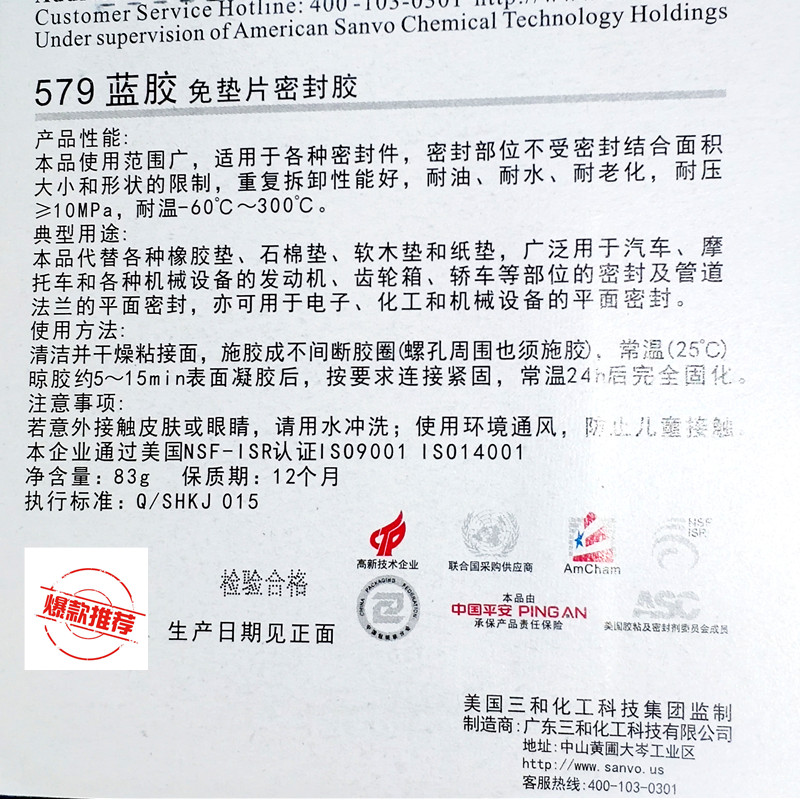 Customer Service Hotline: 400-103-0301 http://www.
Under supervision of American Sanvo Chemical Technology Holdings
579 蓝胶 免垫片密封胶
产品性能:
本品使用范围广，适用于各种密封件，密封部位不受密封结合面积
大小和形状的限制，重复拆卸性能好，耐油、耐水、耐老化，耐压
≥10MPa，耐温-60℃～300℃。
典型用途:
本品代替各种橡胶垫、石棉垫、软木垫和纸垫，广泛用于汽车、摩
托车和各种机械设备的发动机、齿轮箱、轿车等部位的密封及管道
法兰的平面密封，亦可用于电子、化工和机械设备的平面密封。
使用方法:
清洁并干燥粘接面，施胶成不间断胶圈(螺孔周围也须施胶)，常温(25℃)
晾胶约5～15min表面凝胶后，按要求连接紧固，常温24h后完全固化。
注意事项:
若意外接触皮肤或眼睛，请用水冲洗；使用环境通风，防止儿童接触.
本企业通过美国NSF-ISR认证ISO9001 ISO14001
净含量：83g 保质期：12个月
执行标准：Q/SHKJ 015
高新技术企业
联合国采购供应商
AmCham
NSF
ISR
检验合格
爆款推荐
CHINA PACKAGING FEDERATION
本品由
中国平安 PING AN
承保产品责任保险
ASC
美国胶粘及密封剂委员会成员
生产日期见正面
美国三和化工科技集团监制
制造商:广东三和化工科技有限公司
地址:中山黄圃大岑工业区
http://www.sanvo.us
客服热线:400-103-0301